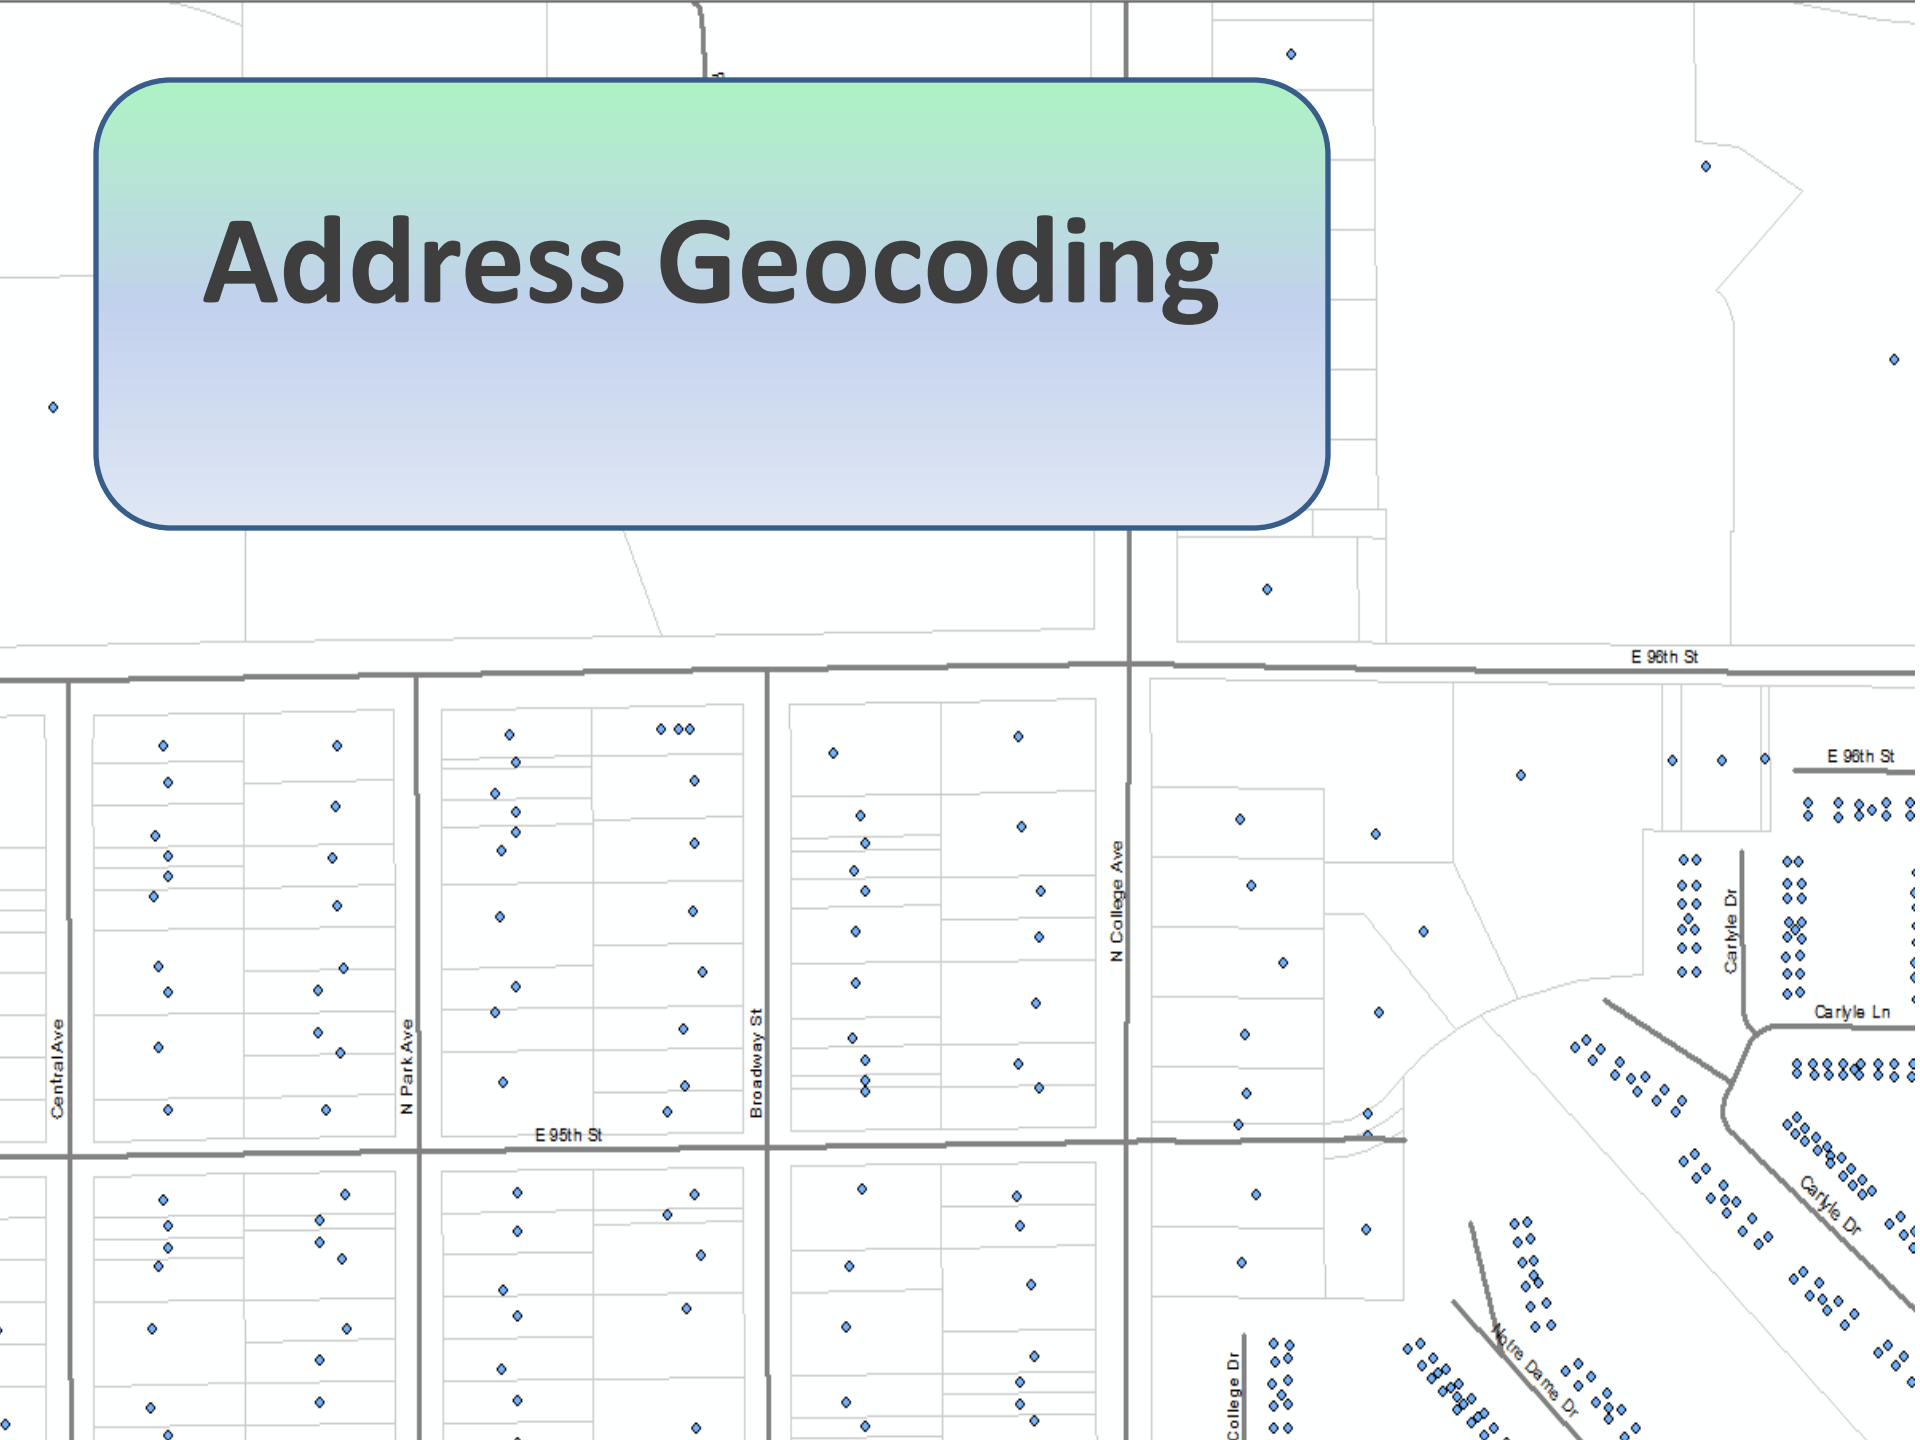 Address Geocoding
E 96th St
E 96th St
N College Ave
Carlyle Dr
Carlyle Ln
Central Ave
N Park Ave
Broadway St
E 95th St
Carlyle Dr
Notre Dame Dr
College Dr